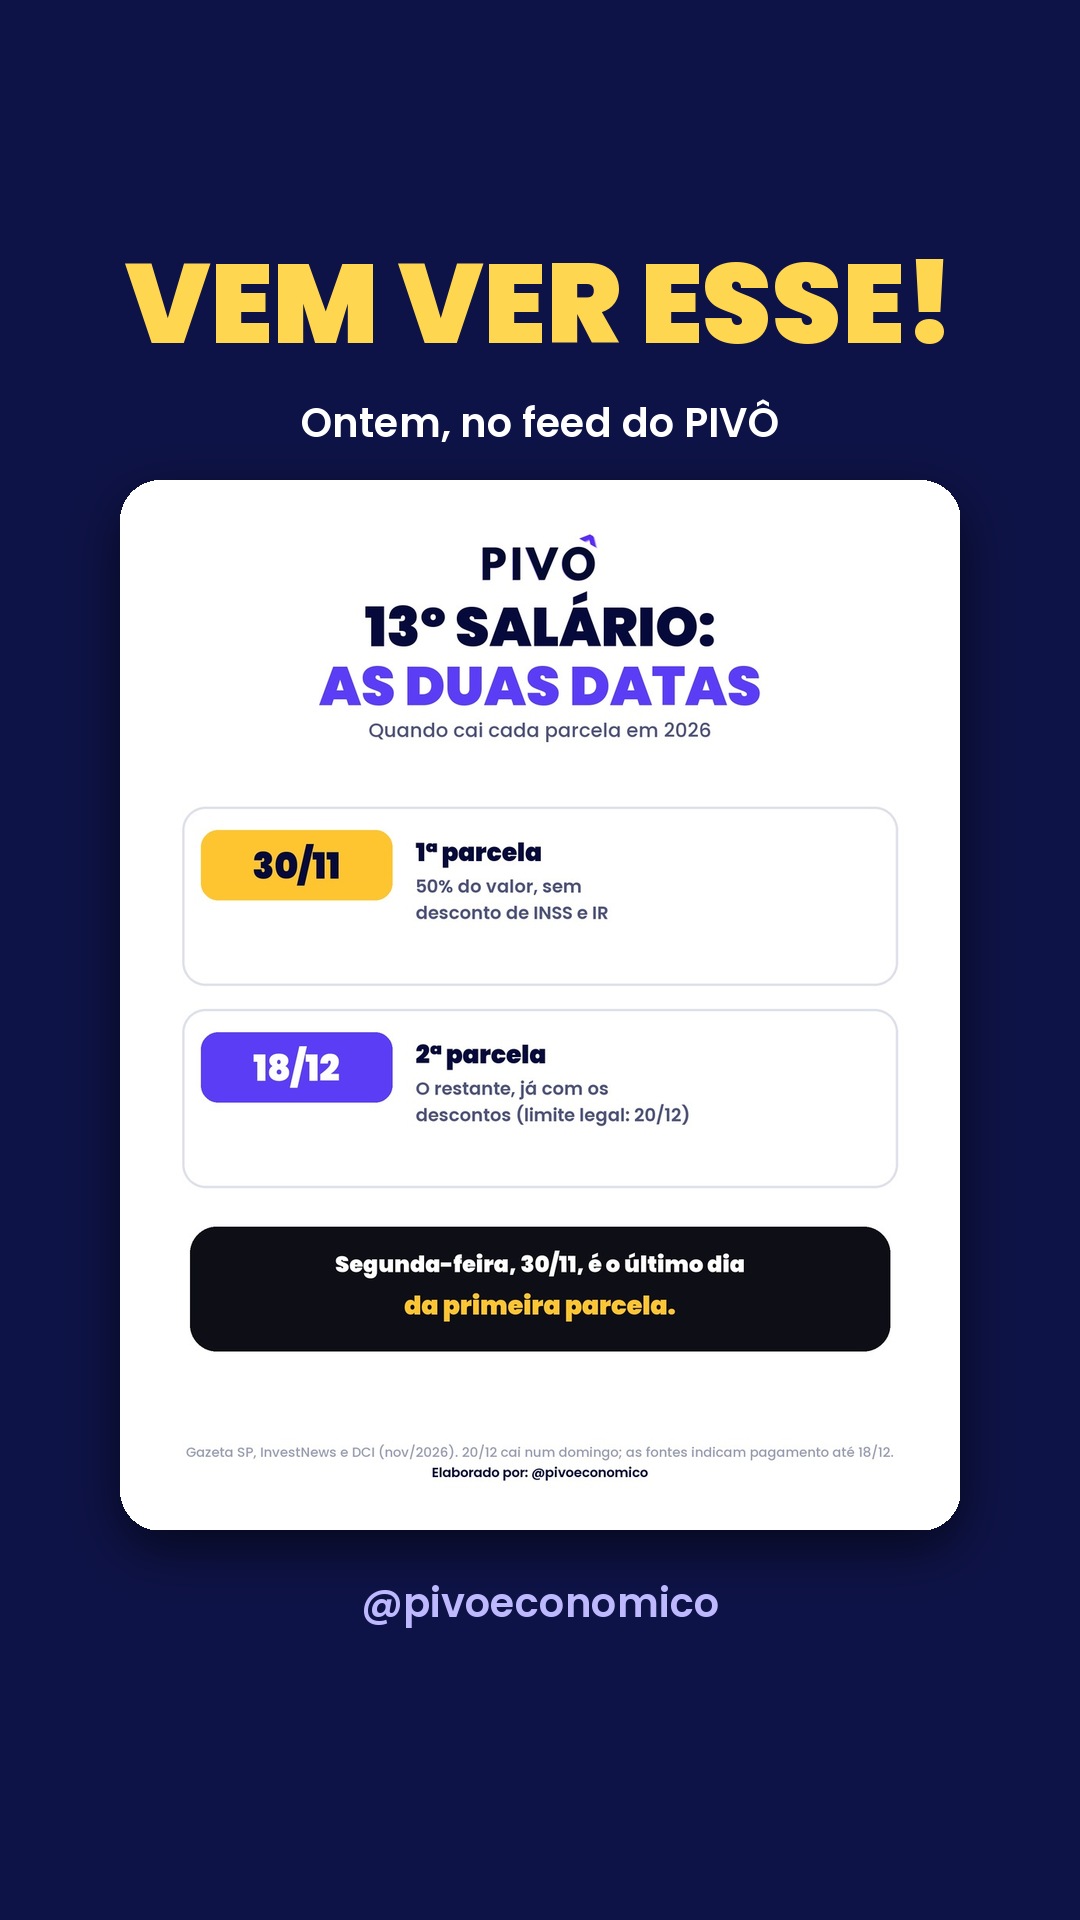 VEM VER ESSE!
Ontem, no feed do PIVÔ
PIVÔ
13º SALÁRIO:
AS DUAS DATAS
Quando cai cada parcela em 2026
30/11
1ª parcela
50% do valor, sem
desconto de INSS e IR
18/12
2ª parcela
O restante, já com os
descontos (limite legal: 20/12)
Segunda-feira, 30/11, é o último dia
da primeira parcela.
Gazeta SP, InvestNews e DCI (nov/2026). 20/12 cai num domingo; as fontes indicam pagamento até 18/12.
Elaborado por: @pivoeconomico
@pivoeconomico